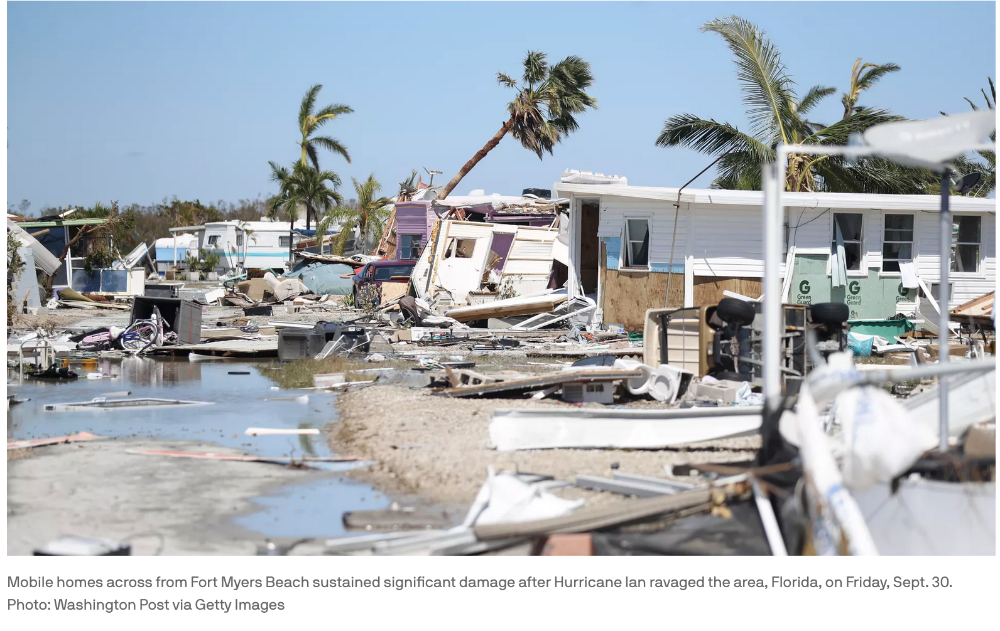 G
Green
Guard
G
Green
Guard
G
Green
Guard
G
Mobile homes across from Fort Myers Beach sustained significant damage after Hurricane Ian ravaged the area, Florida, on Friday, Sept. 30.
Photo: Washington Post via Getty Images